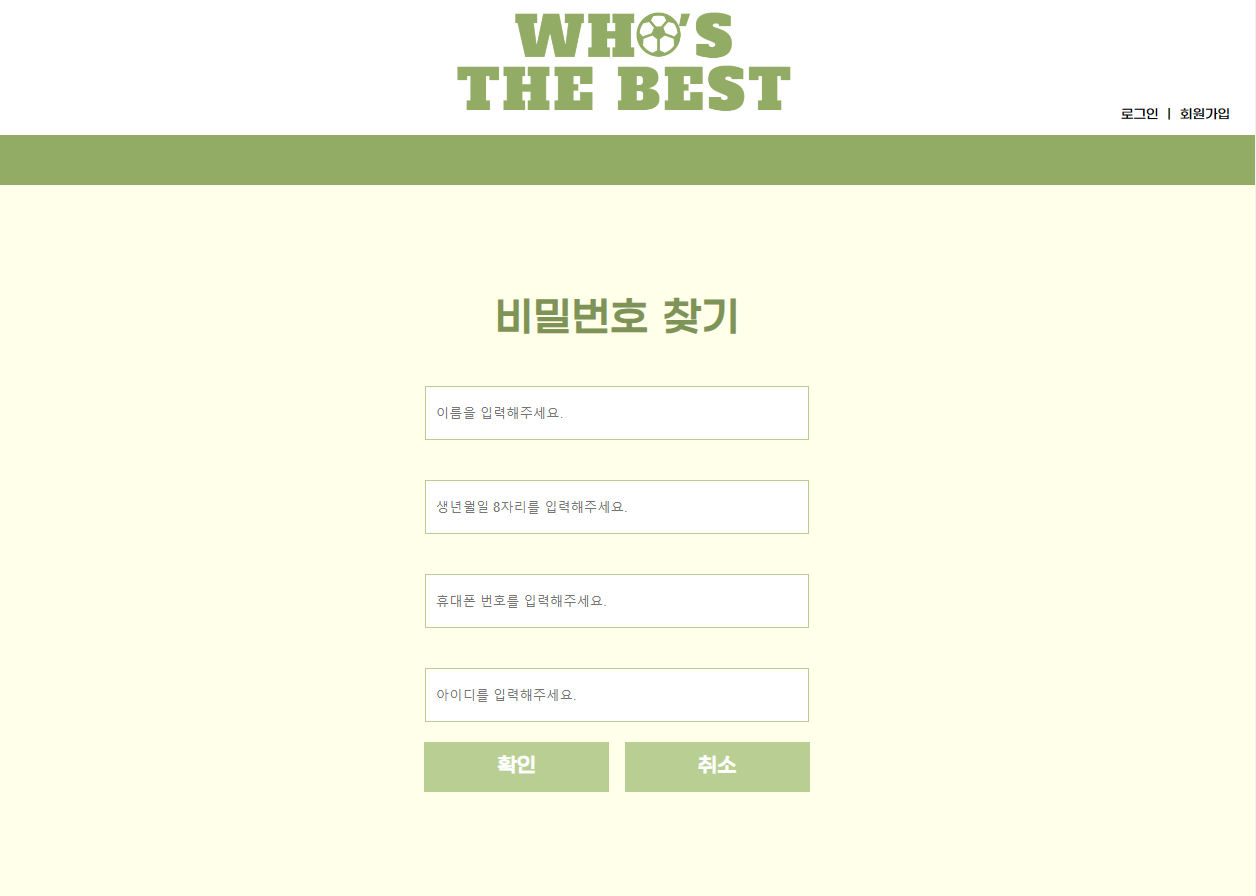 WHO'S
THE BEST
로그인 | 회원가입
비밀번호 찾기
이름을 입력해주세요.
생년월일 8자리를 입력해주세요.
휴대폰 번호를 입력해주세요.
아이디를 입력해주세요.
확인 취소